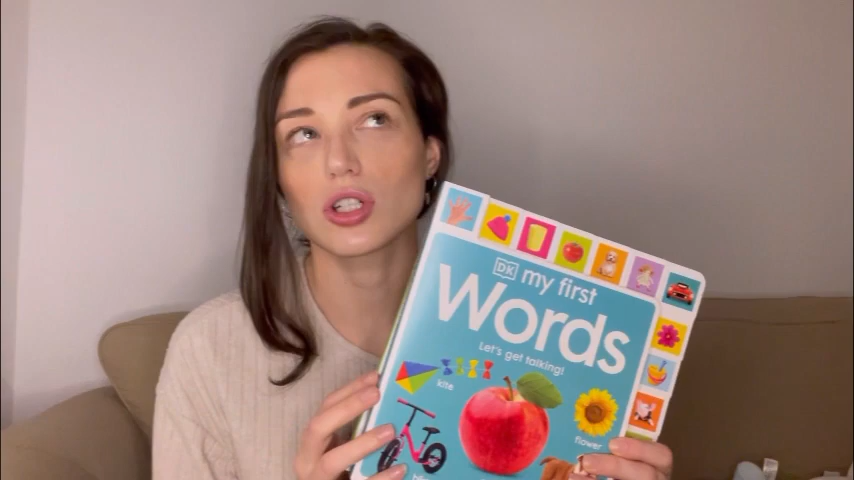 DK
my first
Words
Let's get talking!
kite
flower